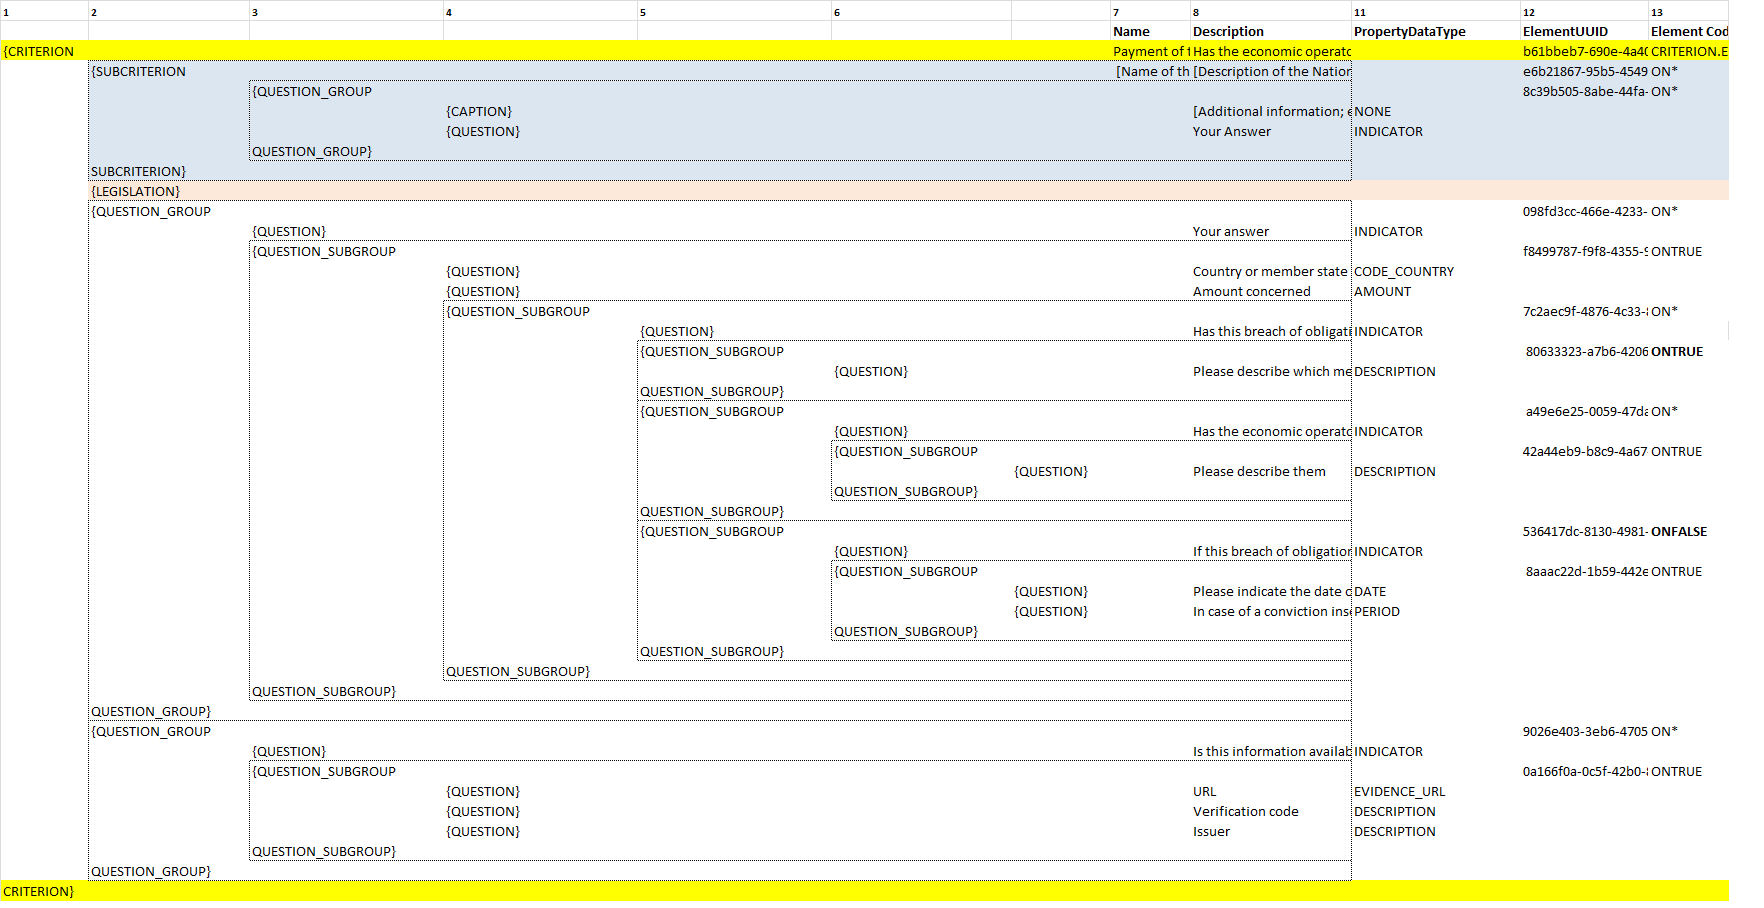 1 2 3 4 5 6 7 8 11 12 13
Name Description PropertyDataType ElementUUID Element Cod
{CRITERION Payment of Has the economic operato b61bbeb7-690e-4a40 CRITERION.E
{SUBCRITERION [Name of th [Description of the Nation e6b21867-95b5-4549 ON*
{QUESTION_GROUP 8c39b505-8abe-44fa- ON*
{CAPTION} [Additional information; NONE
{QUESTION} Your Answer INDICATOR
QUESTION_GROUP}
SUBCRITERION}
{LEGISLATION}
{QUESTION_GROUP 098fd3cc-466e-4233- ON*
{QUESTION} Your answer INDICATOR
{QUESTION_SUBGROUP f8499787-f9f8-4355- ONTRUE
{QUESTION} Country or member state CODE_COUNTRY
{QUESTION} Amount concerned AMOUNT
{QUESTION_SUBGROUP 7c2aec9f-4876-4c33- ON*
{QUESTION} Has this breach of obligati INDICATOR
{QUESTION_SUBGROUP 80633323-a7b6-4206 ONTRUE
{QUESTION} Please describe which me DESCRIPTION
QUESTION_SUBGROUP}
{QUESTION_SUBGROUP a49e6e25-0059-47da ON*
{QUESTION} Has the economic operato INDICATOR
{QUESTION_SUBGROUP 42a44eb9-b8c9-4a67 ONTRUE
{QUESTION} Please describe them DESCRIPTION
QUESTION_SUBGROUP}
QUESTION_SUBGROUP}
{QUESTION_SUBGROUP 536417dc-8130-4981- ONFALSE
{QUESTION} If this breach of obligation INDICATOR
{QUESTION_SUBGROUP 8aaac22d-1b59-442e ONTRUE
{QUESTION} Please indicate the date o DATE
{QUESTION} In case of a conviction inse PERIOD
QUESTION_SUBGROUP}
QUESTION_SUBGROUP}
QUESTION_SUBGROUP}
QUESTION_SUBGROUP}
QUESTION_GROUP}
{QUESTION_GROUP 9026e403-3eb6-4705 ON*
{QUESTION} Is this information availab INDICATOR
{QUESTION_SUBGROUP 0a166f0a-0c5f-42b0- ONTRUE
{QUESTION} URL EVIDENCE_URL
{QUESTION} Verification code DESCRIPTION
{QUESTION} Issuer DESCRIPTION
QUESTION_SUBGROUP}
QUESTION_GROUP}
CRITERION}